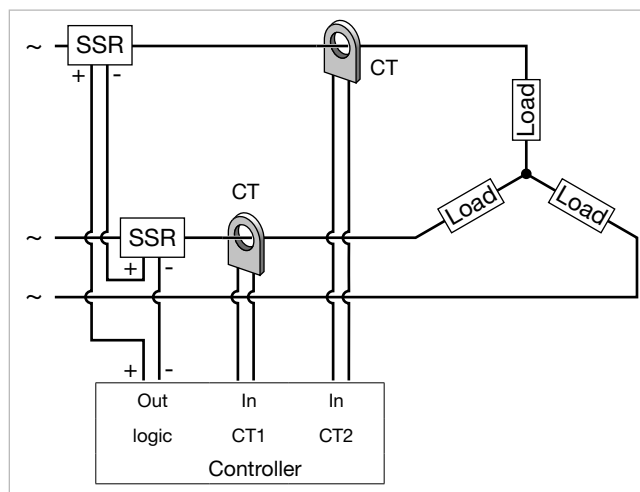 ~ SSR
+ -
CT
Load
CT
Load
Load
~ SSR
+ -
~
+ -
Out In In
logic CT1 CT2
Controller